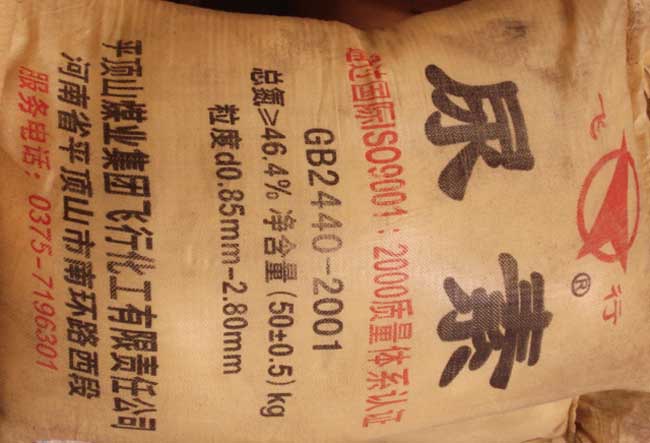 飞行
®
尿素
通过国际ISO9001:2000质量体系认证
GB2440-2001
总氮≥46.4% 净含量(50±0.5)kg
粒度d0.85mm-2.80mm
平顶山煤业集团飞行化工有限责任公司
河南省平顶山市南环路西段
服务电话:0375-7196301